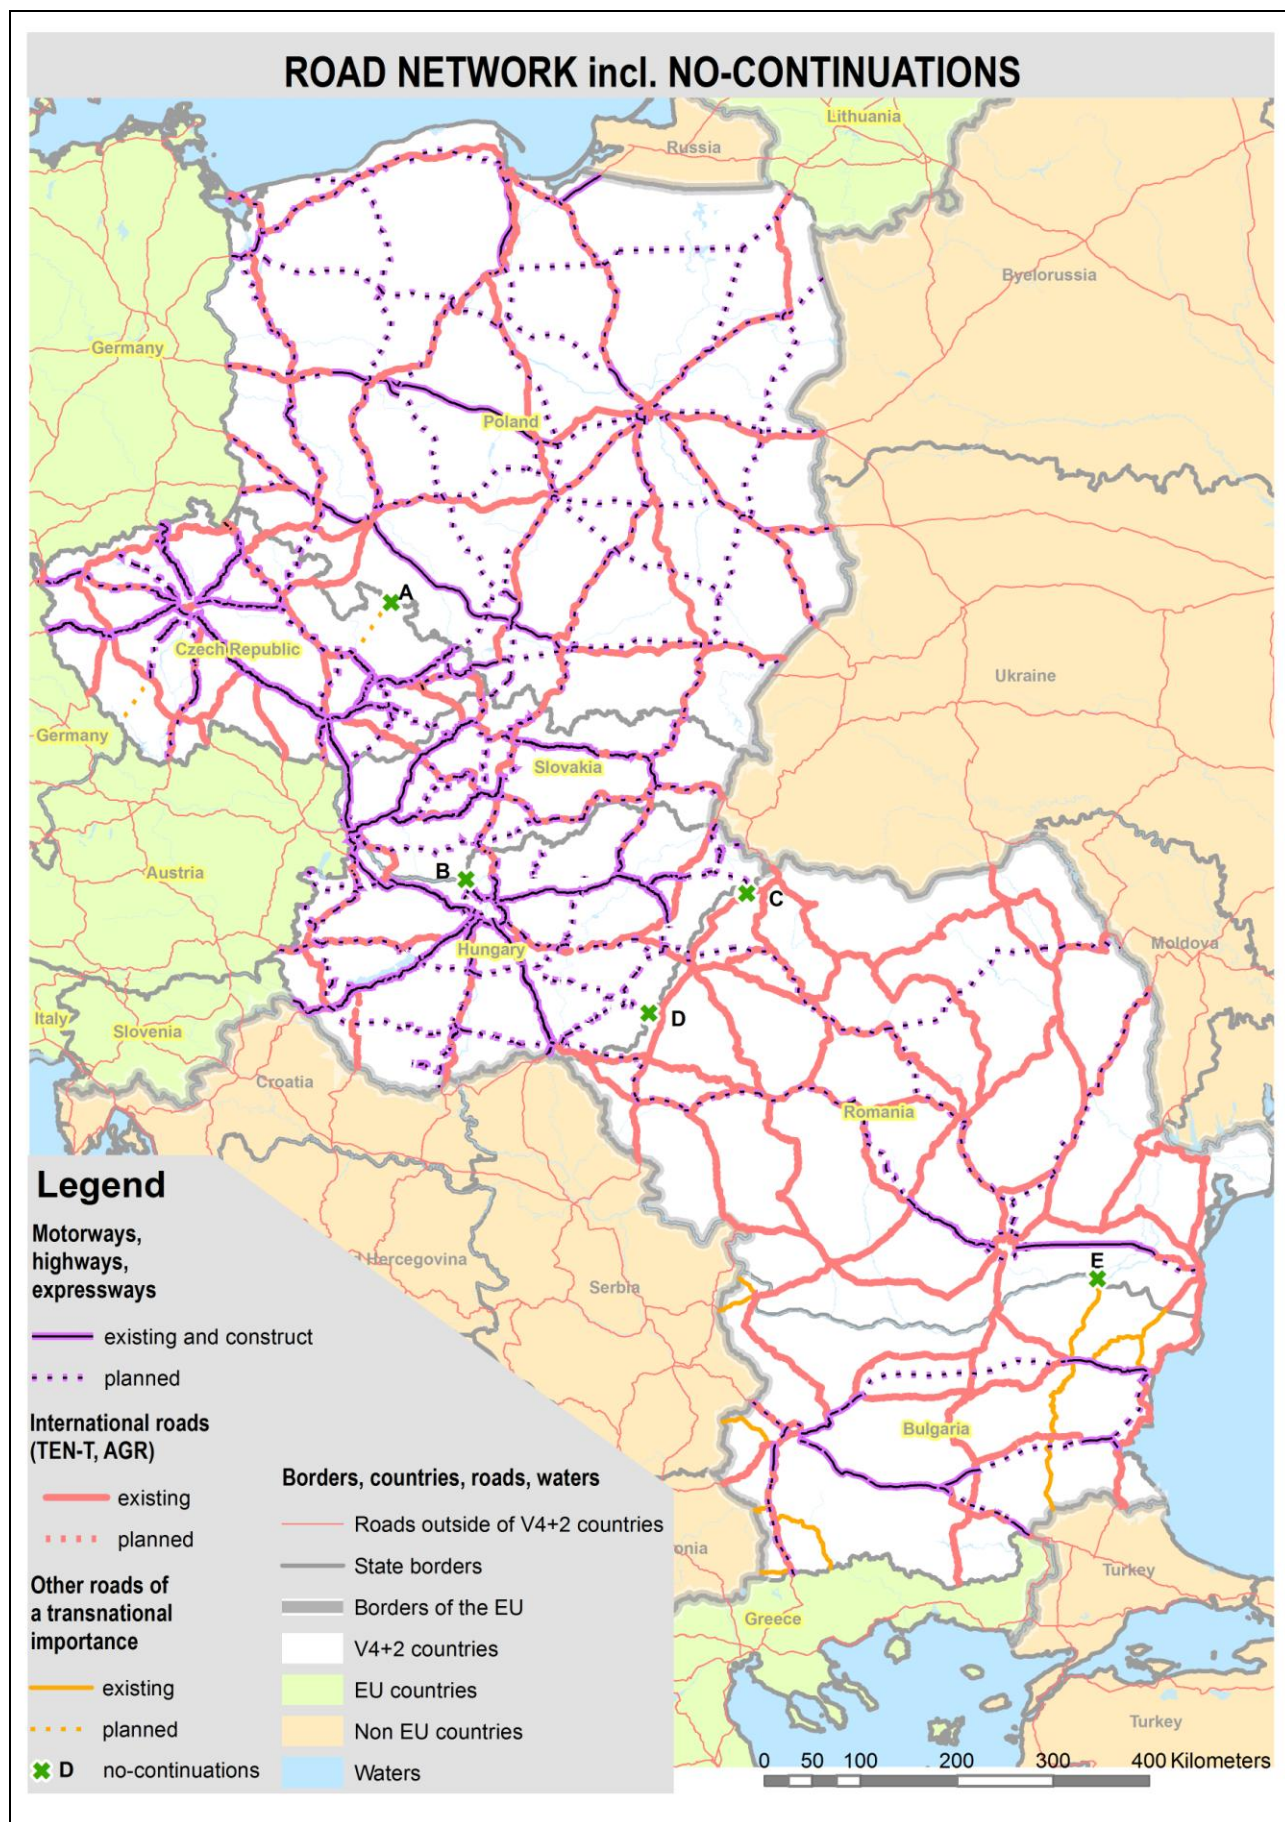 ROAD NETWORK incl. NO-CONTINUATIONS
Lithuania
Russia
Byelorussia
Germany
Poland
A
Czech Republic
Ukraine
Germany
Slovakia
Austria
B
C
Hungary
Moldova
D
Italy
Slovenia
Croatia
Romania
Hercegovina
Serbia
E
Bulgaria
onia
Turkey
Greece
Turkey
Legend
Motorways,
highways,
expressways
existing and construct
planned
International roads
(TEN-T, AGR)
existing
planned
Other roads of
a transnational
importance
existing
planned
D no-continuations
Borders, countries, roads, waters
Roads outside of V4+2 countries
State borders
Borders of the EU
V4+2 countries
EU countries
Non EU countries
Waters
0 50 100 200 300 400 Kilometers